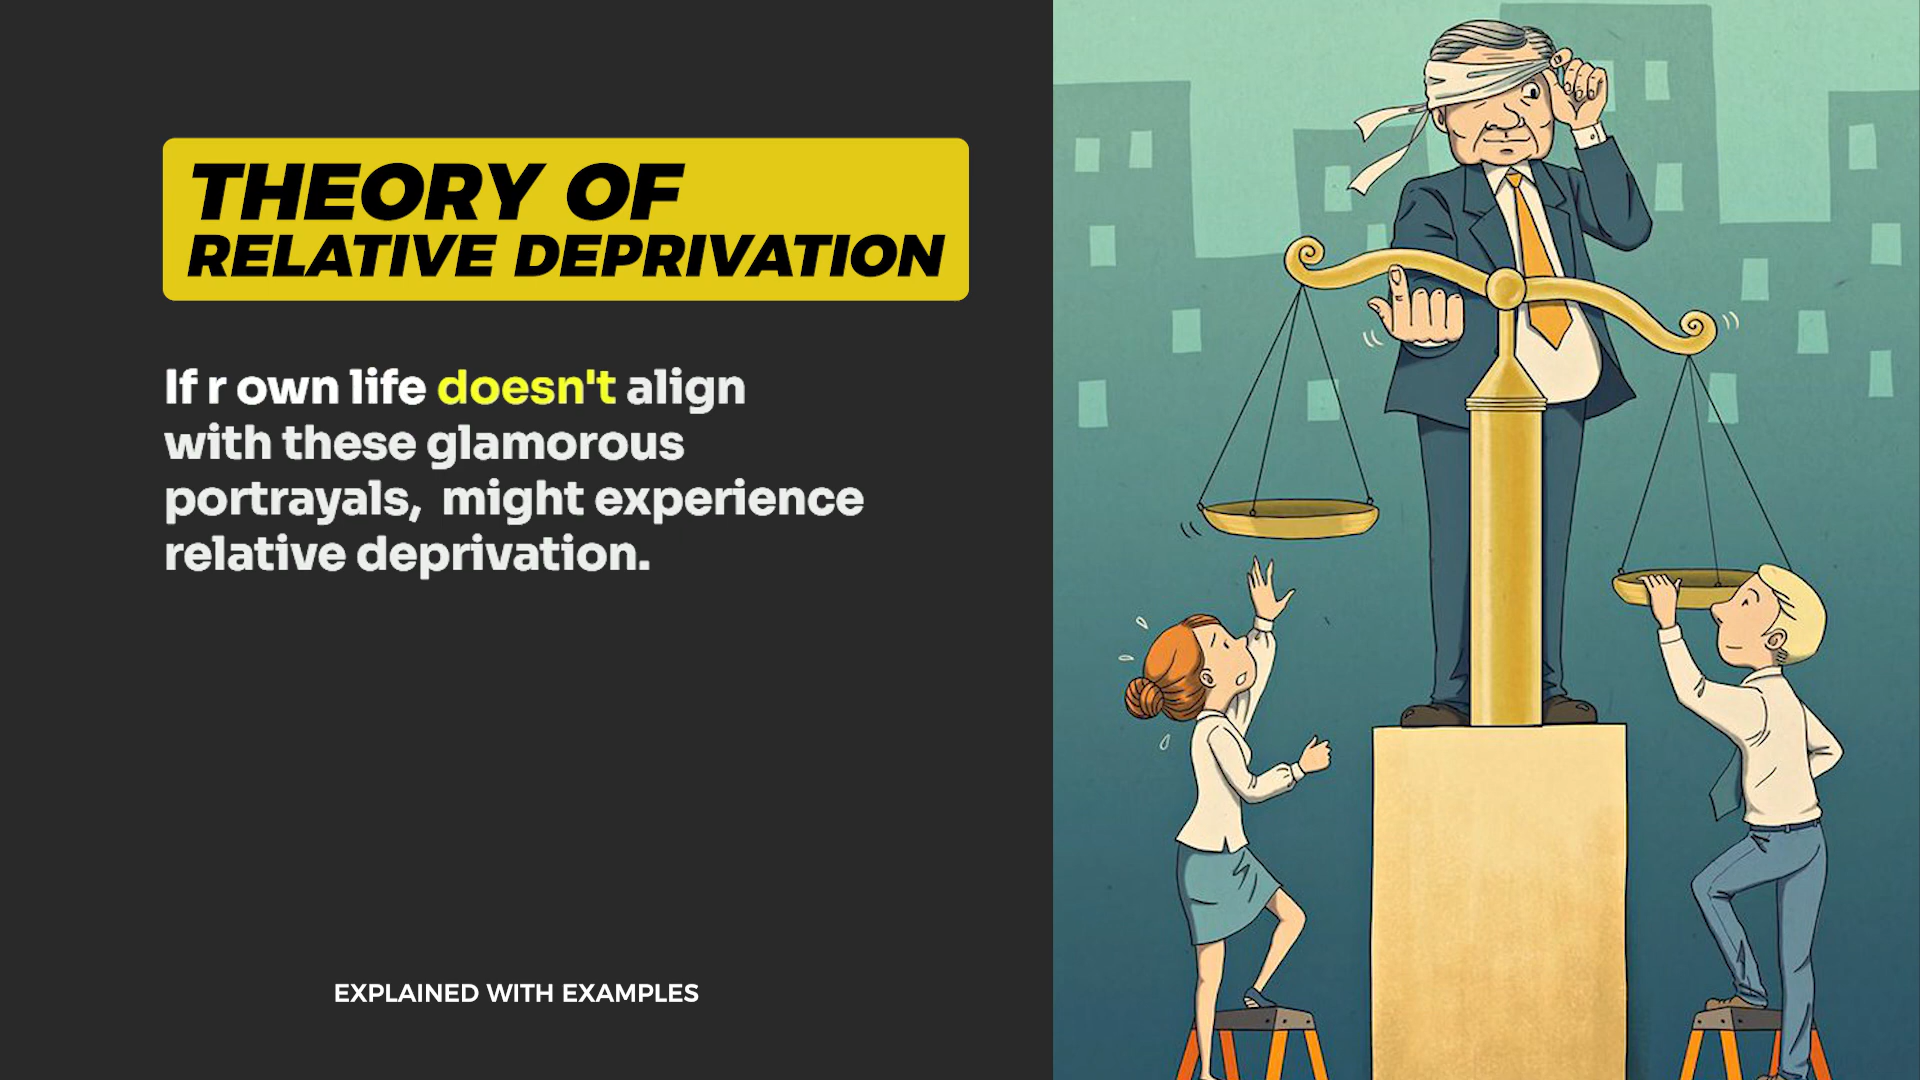 THEORY OF
RELATIVE DEPRIVATION
If r own life doesn't align
with these glamorous
portrayals,  might experience
relative deprivation.
EXPLAINED WITH EXAMPLES